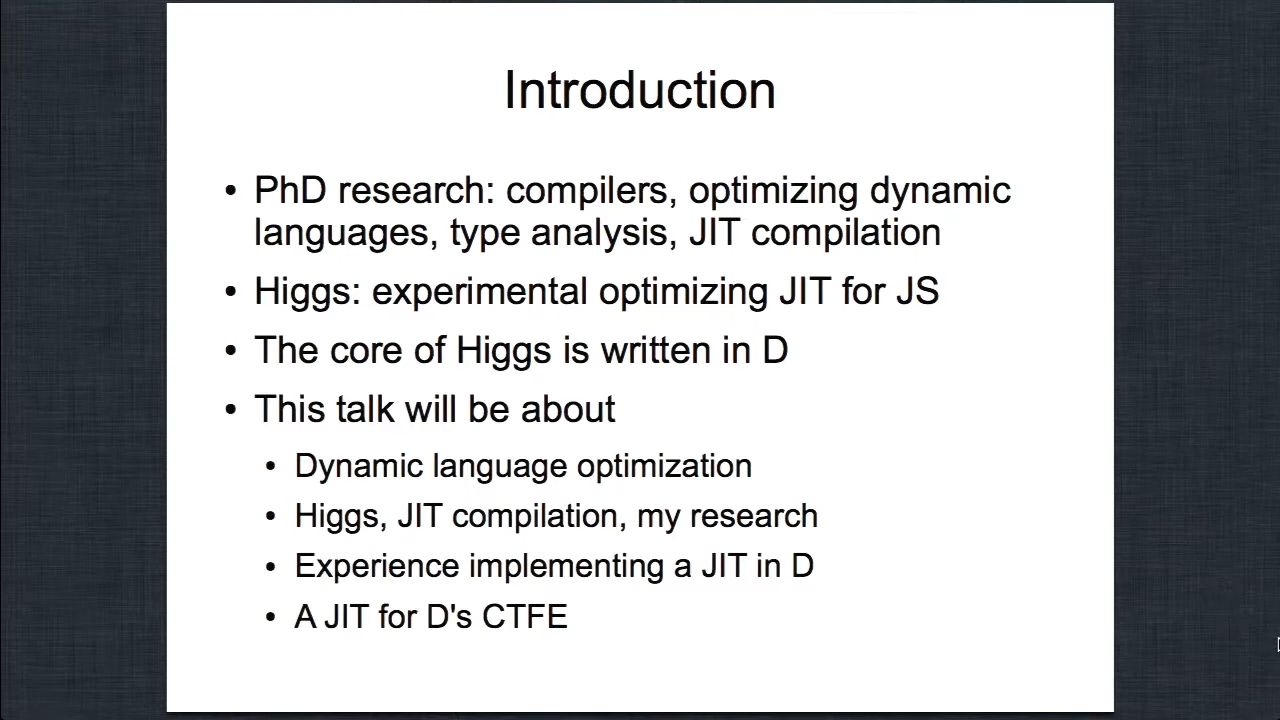 Introduction
• PhD research: compilers, optimizing dynamic
languages, type analysis, JIT compilation
• Higgs: experimental optimizing JIT for JS
• The core of Higgs is written in D
• This talk will be about
• Dynamic language optimization
• Higgs, JIT compilation, my research
• Experience implementing a JIT in D
• A JIT for D's CTFE